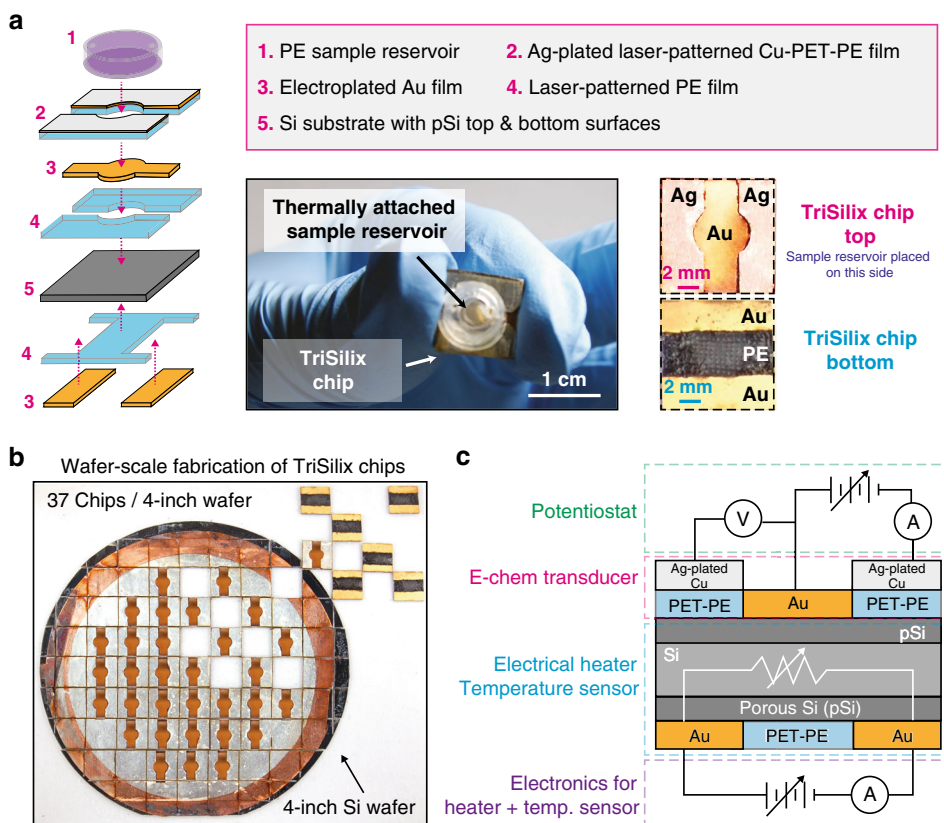 a
1
2
3
4
5
4
3
1. PE sample reservoir
2. Ag-plated laser-patterned Cu-PET-PE film
3. Electroplated Au film
4. Laser-patterned PE film
5. Si substrate with pSi top & bottom surfaces
Thermally attached
sample reservoir
TriSilix
chip
1 cm
Ag
Ag
Au
2 mm
TriSilix chip
top
Sample reservoir placed
on this side
Au
PE
2 mm
Au
TriSilix chip
bottom
b
Wafer-scale fabrication of TriSilix chips
37 Chips / 4-inch wafer
4-inch Si wafer
c
Potentiostat
V
A
E-chem transducer
Ag-plated
Cu
Ag-plated
Cu
PET-PE
Au
PET-PE
pSi
Si
Electrical heater
Temperature sensor
Porous Si (pSi)
Au
PET-PE
Au
Electronics for
heater + temp. sensor
A